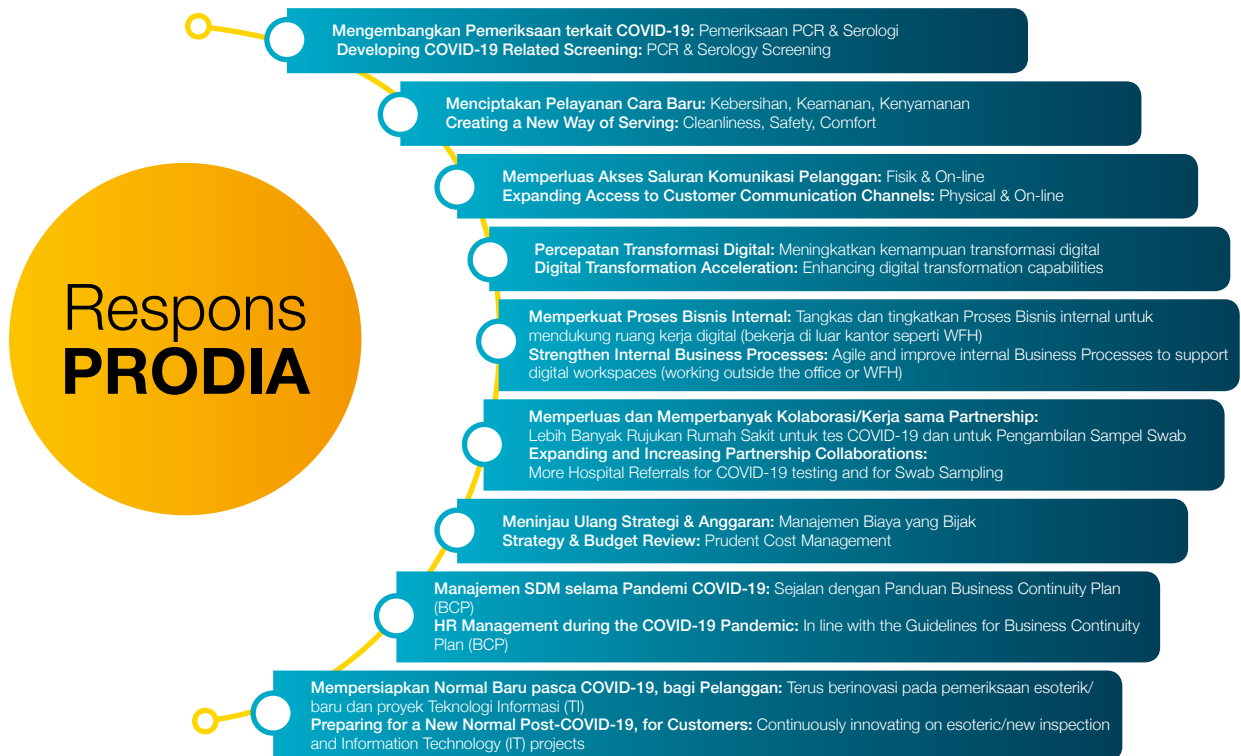 Mengembangkan Pemeriksaan terkait COVID-19: Pemeriksaan PCR & Serologi
Developing COVID-19 Related Screening: PCR & Serology Screening
Menciptakan Pelayanan Cara Baru: Kebersihan, Keamanan, Kenyamanan
Creating a New Way of Serving: Cleanliness, Safety, Comfort
Memperluas Akses Saluran Komunikasi Pelanggan: Fisik & On-line
Expanding Access to Customer Communication Channels: Physical & On-line
Percepatan Transformasi Digital: Meningkatkan kemampuan transformasi digital
Digital Transformation Acceleration: Enhancing digital transformation capabilities
Respons
PRODIA
Memperkuat Proses Bisnis Internal: Tangkas dan tingkatkan Proses Bisnis internal untuk
mendukung ruang kerja digital (bekerja di luar kantor seperti WFH)
Strengthen Internal Business Processes: Agile and improve internal Business Processes to support
digital workspaces (working outside the office or WFH)
Memperluas dan Memperbanyak Kolaborasi/Kerja sama Partnership:
Lebih Banyak Rujukan Rumah Sakit untuk tes COVID-19 dan untuk Pengambilan Sampel Swab
Expanding and Increasing Partnership Collaborations:
More Hospital Referrals for COVID-19 testing and for Swab Sampling
Meninjau Ulang Strategi & Anggaran: Manajemen Biaya yang Bijak
Strategy & Budget Review: Prudent Cost Management
Manajemen SDM selama Pandemi COVID-19: Sejalan dengan Panduan Business Continuity Plan
(BCP)
HR Management during the COVID-19 Pandemic: In line with the Guidelines for Business Continuity
Plan (BCP)
Mempersiapkan Normal Baru pasca COVID-19, bagi Pelanggan: Terus berinovasi pada pemeriksaan esoterik/
baru dan proyek Teknologi Informasi (TI)
Preparing for a New Normal Post-COVID-19, for Customers: Continuously innovating on esoteric/new inspection
and Information Technology (IT) projects